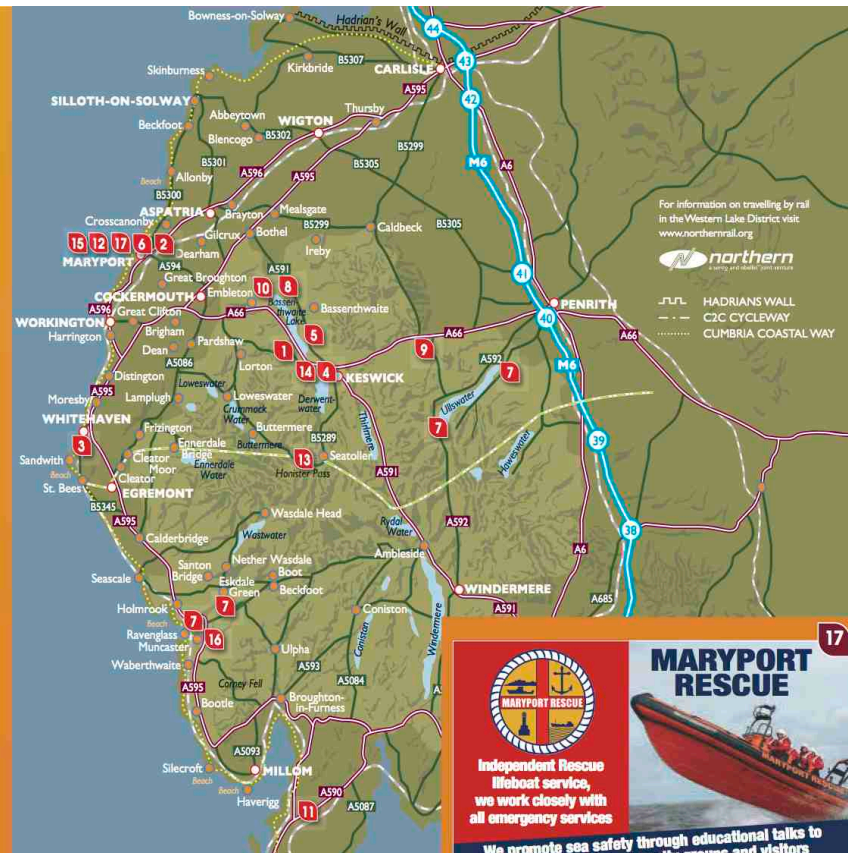 Bowness-on-Solway
Hadrian's Wall
44
Kirkbride
B5307
CARLISLE
43
Skinburness
A595
42
SILLOTH-ON-SOLWAY
Abbeytown
Thursby
WIGTON
Beckfoot
Blencogo
B5302
B5299
B5301
A596
B5305
M6
A6
Beach
Allonby
A595
B5300
ASPATRIA
Brayton
Mealsgate
For information on travelling by rail
in the Western Lake District visit
www.northernrail.org
Crosscanonby
Gilcrux
Bothel
B5299
Caldbeck
B5305
15 12 17 6 2
Dearham
Ireby
northern
MARYPORT
A594
A591
41
Great Broughton
10
8
COCKERMOUTH
Embleton
Bassen-
thwaite
Lake
Bassenthwaite
PENRITH
HADRIANS WALL
A596
Great Clifton
A66
40
C2C CYCLEWAY
WORKINGTON
Harrington
Brigham
5
A66
A66
CUMBRIA COASTAL WAY
Dean
Pardshaw
1
9
A592
A5086
Lorton
14
4
KESWICK
7
M6
Distington
Loweswater
A595
Moresby
Lamplugh
Loweswater
Derwent-
water
Ullswater
WHITEHAVEN
Crummock
Water
Thirlmere
7
3
Frizington
Buttermere
39
Ennerdale
Bridge
Buttermere
B5289
Haweswater
Sandwith
Cleator
Moor
13
Seatoller
A591
Beach
Ennerdale
Water
Honister Pass
St. Bees
Cleator
EGREMONT
B5345
Wasdale Head
A595
Rydal
Water
A592
38
Calderbridge
Wastwater
A6
Ambleside
Nether Wasdale
Santon
Bridge
Boot
Seascale
Eskdale
Green
Beckfoot
WINDERMERE
A685
Holmrook
7
Coniston
A591
Beach
7
Ravenglass
16
Muncaster
Coniston
Windermere
Ulpha
Waberthwaite
A593
A595
Corney Fell
A5084
A5
Bootle
Broughton-
in-Furness
A5093
Silecroft
MILLOM
Beach
Beach
Haverigg
A590
11
A5087
17
MARYPORT
RESCUE
MARYPORT RESCUE
MARYPORT RESCUE
Independent Rescue
lifeboat service,
we work closely with
all emergency services
We promote sea safety through educational talks to